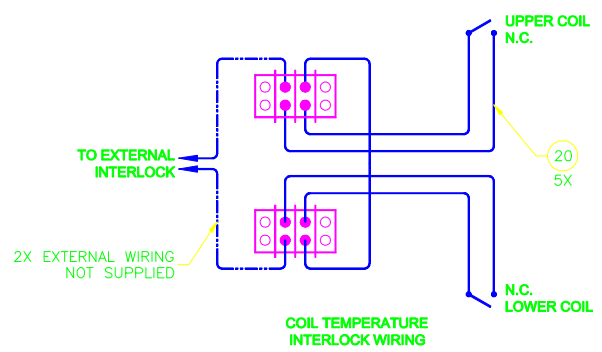 UPPER COIL
N.C.
TO EXTERNAL
INTERLOCK
20
5X
2X EXTERNAL WIRING
NOT SUPPLIED
N.C.
LOWER COIL
COIL TEMPERATURE
INTERLOCK WIRING